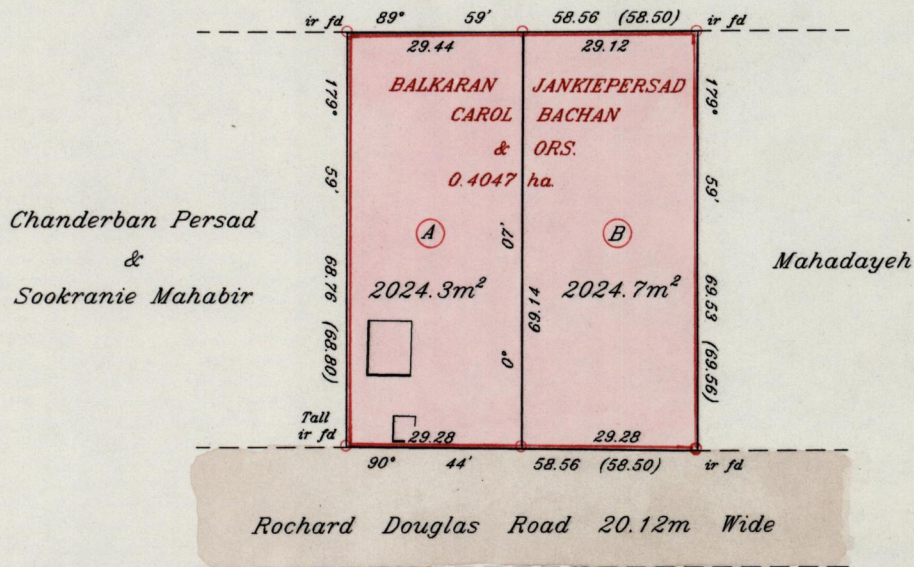 ir fd 89° 59' 58.56 (58.50) ir fd
29.44 29.12
BALKARAN JANKIEPERSAD
CAROL BACHAN
& ORS.
0.4047 ha.
179° 59' 68.76 (68.80)
179° 59' 69.53 (69.56)
Chanderban Persad
&
Sookranie Mahabir
A
B
Mahadayeh
2024.3m²
2024.7m²
0° 07'
69.14
Tall
ir fd
29.28 29.28
90° 44' 58.56 (58.50) ir fd
Rochard Douglas Road 20.12m Wide